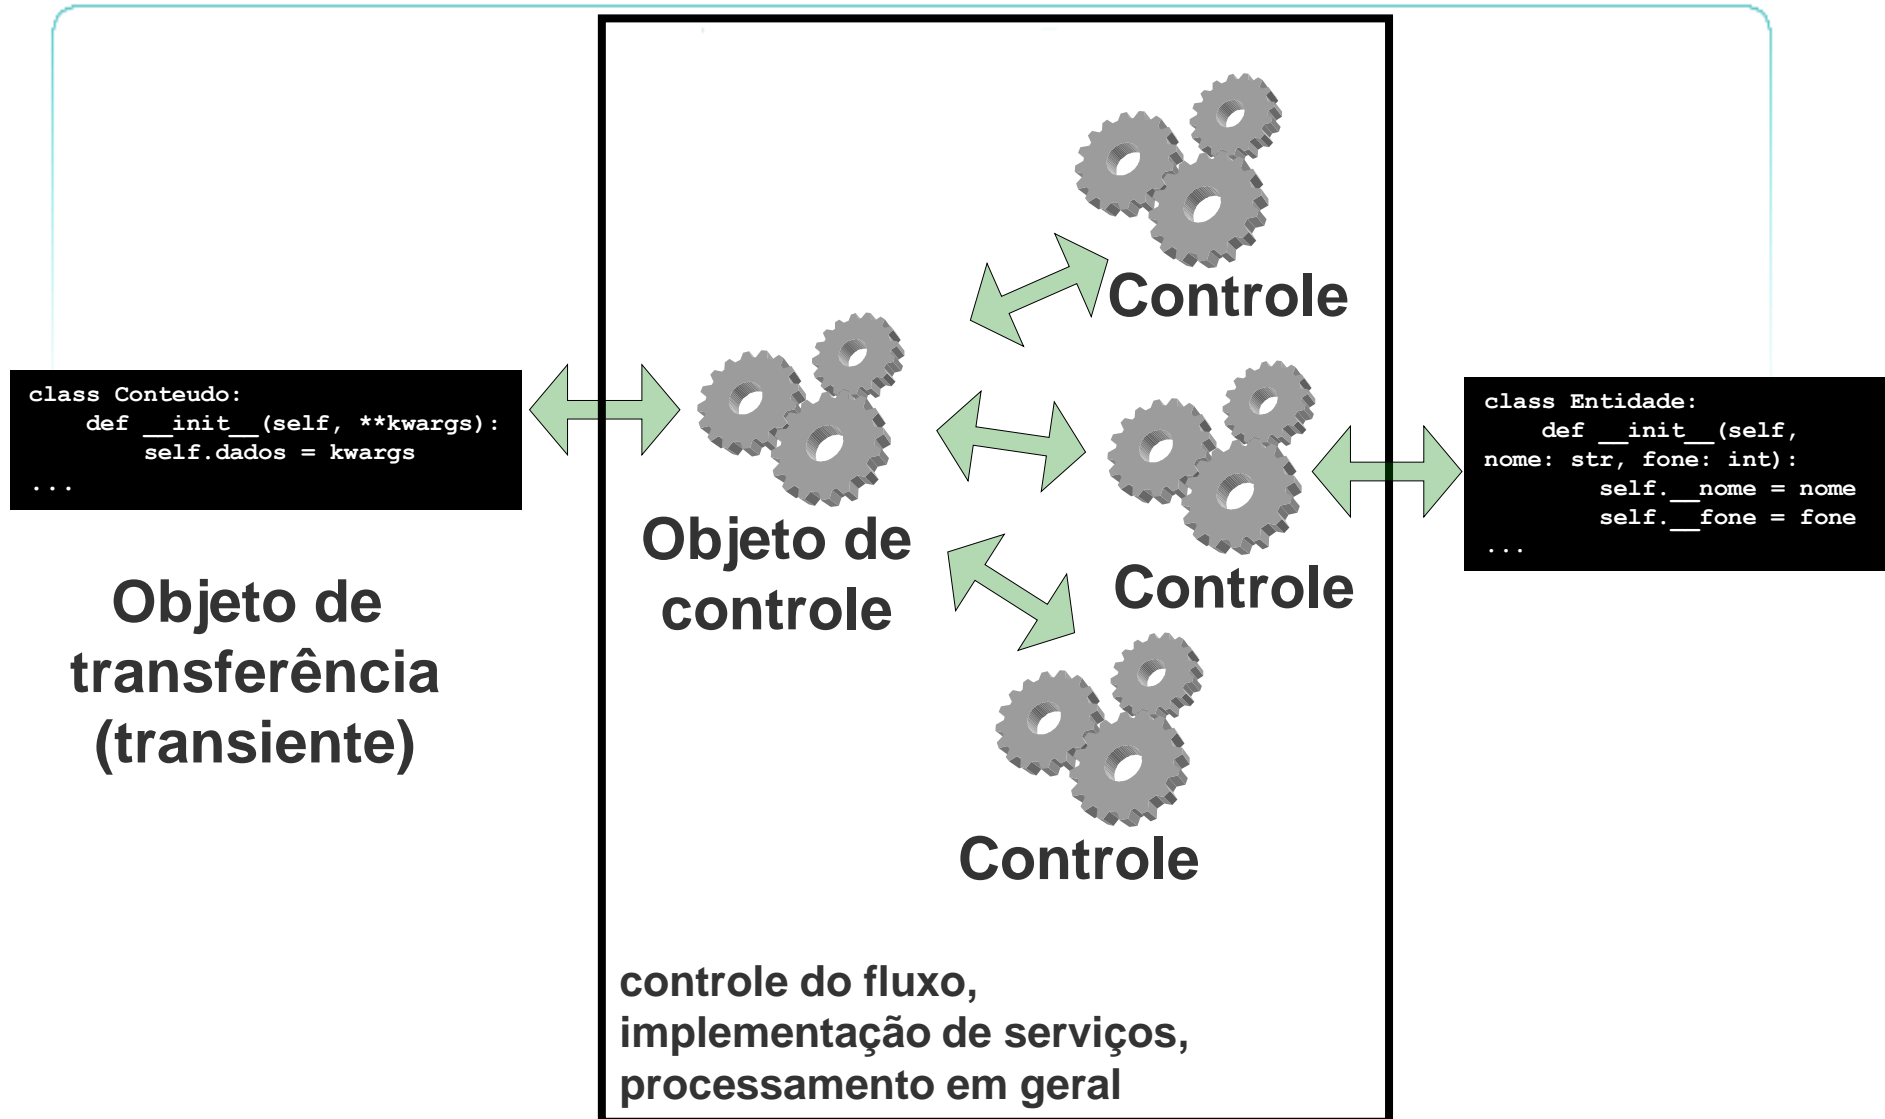 class Conteudo:
    def __init__(self, **kwargs):
        self.dados = kwargs
...
Objeto de
transferência
(transiente)
Objeto de
controle
Controle
Controle
Controle
controle do fluxo,
implementação de serviços,
processamento em geral
class Entidade:
    def __init__(self,
nome: str, fone: int):
        self.__nome = nome
        self.__fone = fone
...